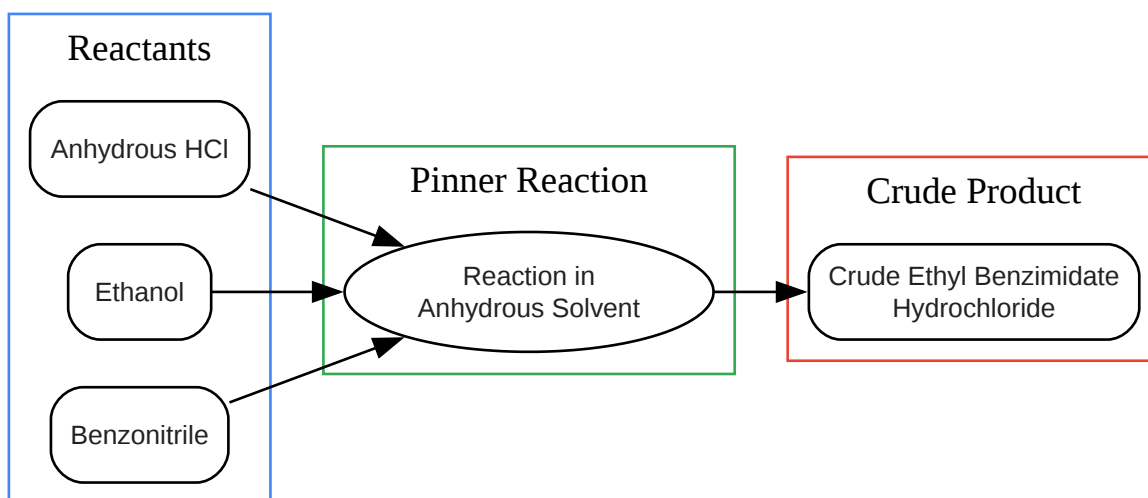 Reactants
Anhydrous HCl
Ethanol
Benzonitrile
Pinner Reaction
Reaction in
Anhydrous Solvent
Crude Product
Crude Ethyl Benzimidate
Hydrochloride